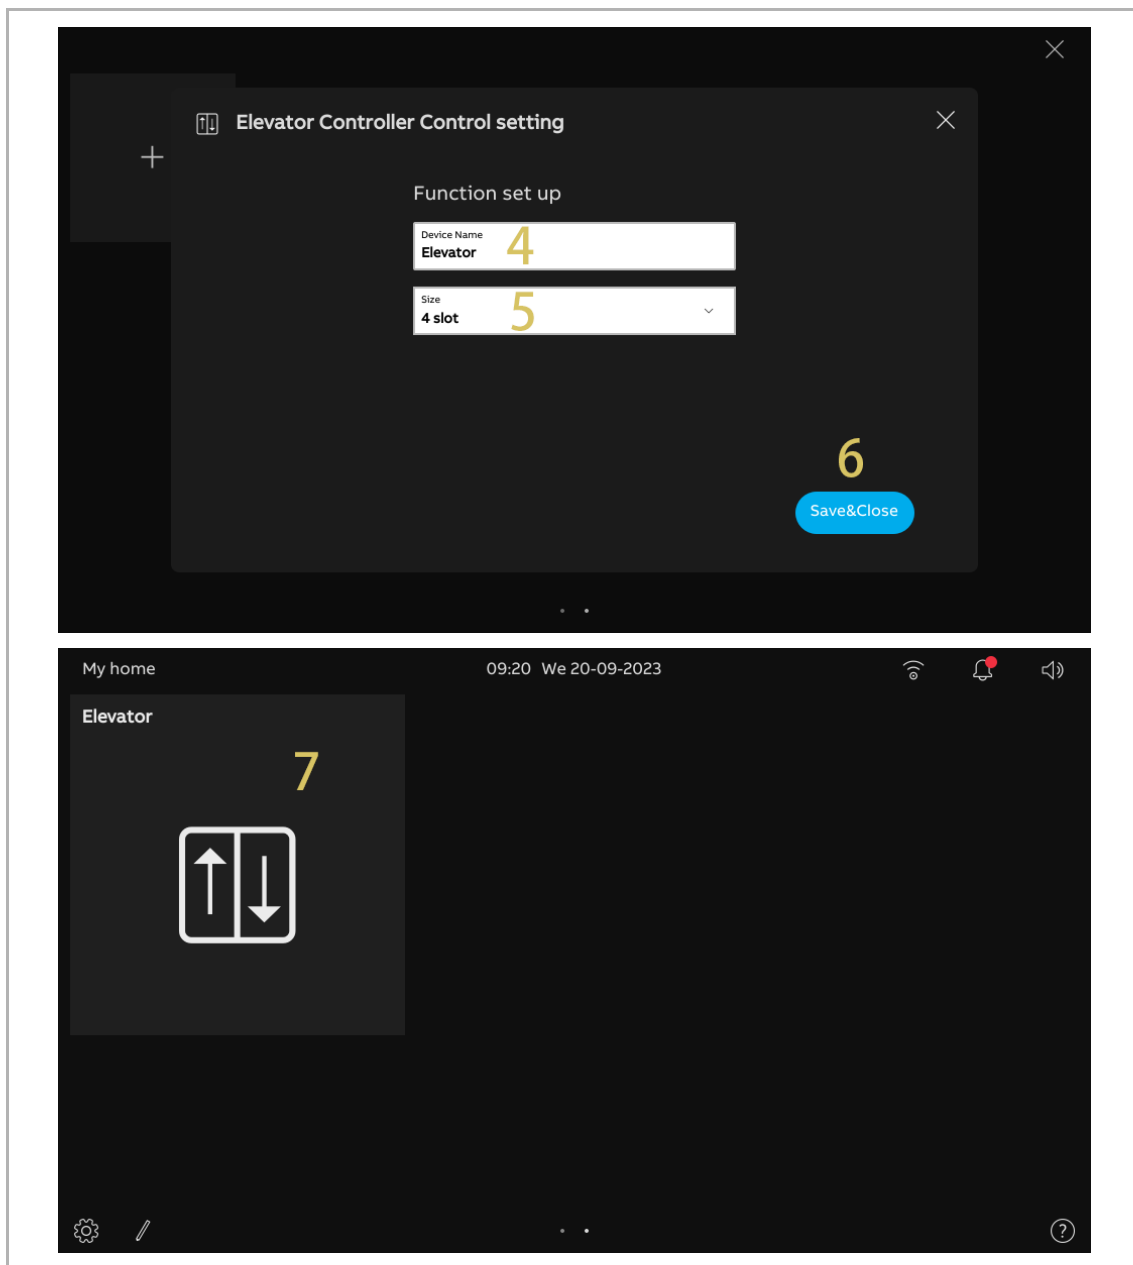 Elevator Controller Control setting
Function set up
Device Name
Elevator
4
Size
4 slot
5
6
Save&Close
My home
09:20 We 20-09-2023
Elevator
7
?